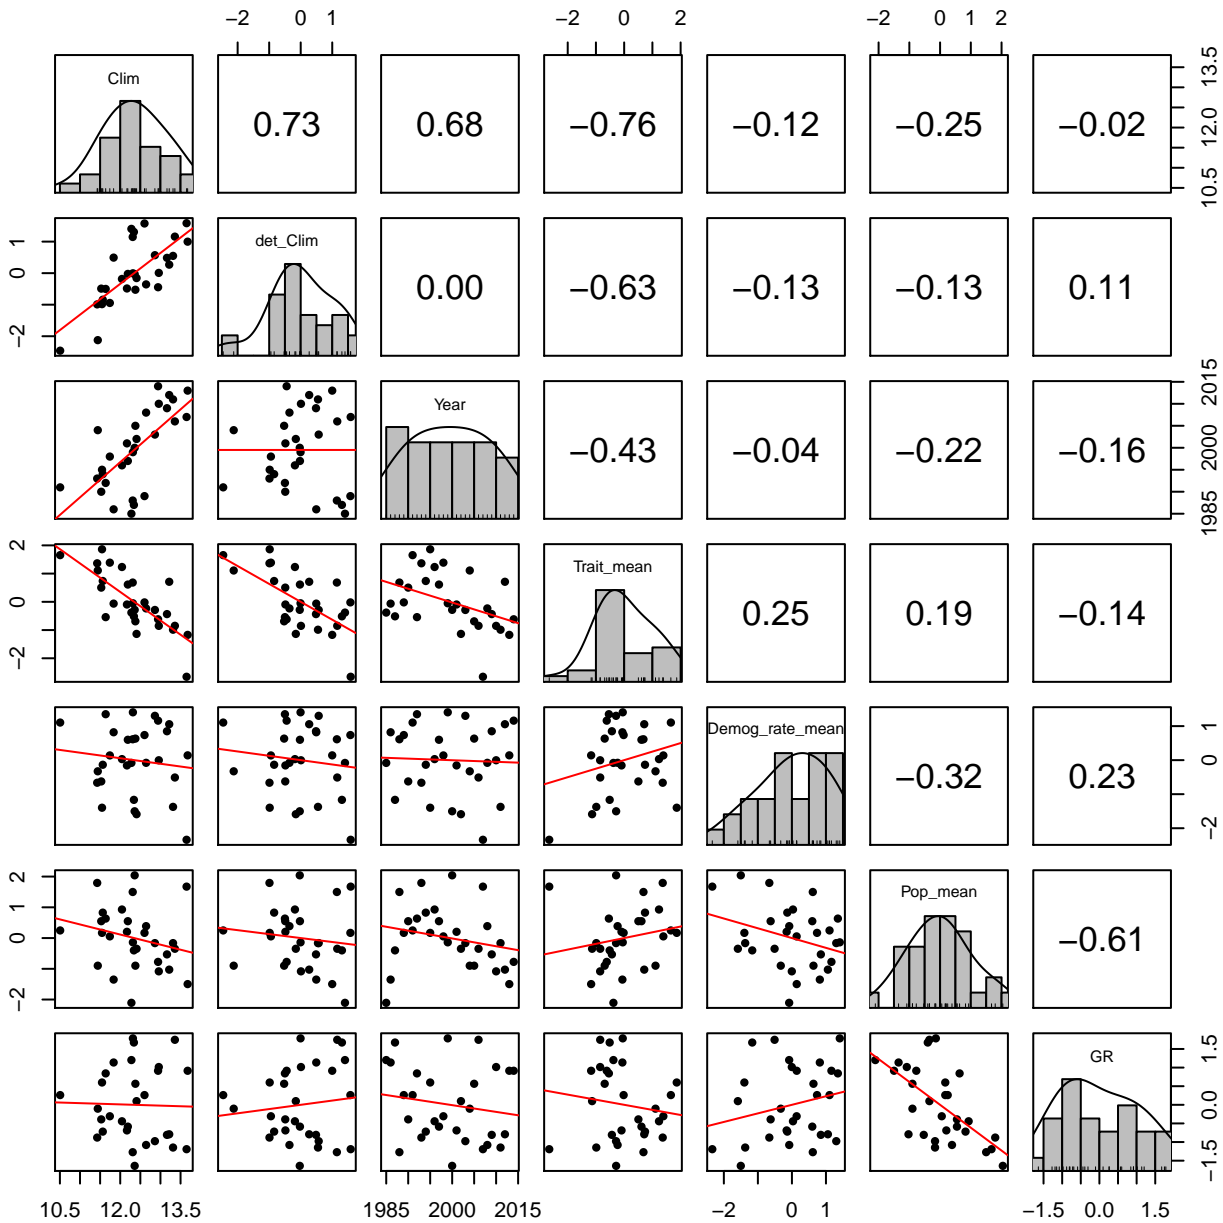 −2 0 1 −2 0 2 −2 0 1 2
Clim 0.73 0.68 −0.76 −0.12 −0.25 −0.02 10.5 12.0 13.5
−2 0 1 det_Clim 0.00 −0.63 −0.13 −0.13 0.11
Year −0.43 −0.04 −0.22 −0.16 1985 2000 2015
−2 0 2 Trait_mean 0.25 0.19 −0.14
Demog_rate_mean −0.32 0.23 −2 0 1
−2 0 1 2 Pop_mean −0.61
GR −1.5 0.0 1.5
10.5 12.0 13.5 1985 2000 2015 −2 0 1 −1.5 0.0 1.5